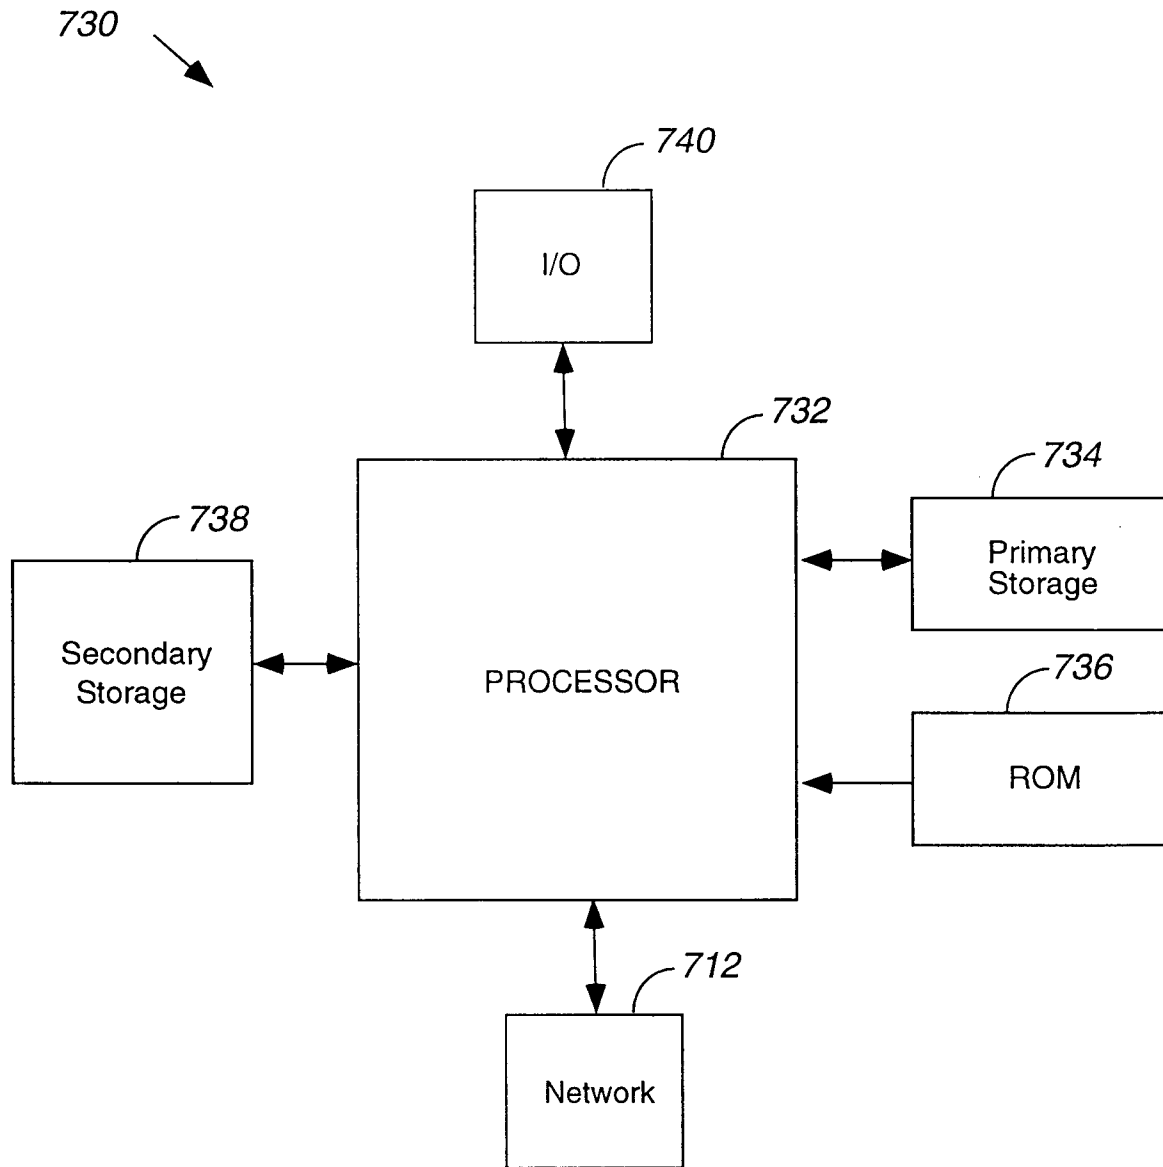 730
740
I/O
732
734
Primary
Storage
738
Secondary
Storage
PROCESSOR
736
ROM
712
Network